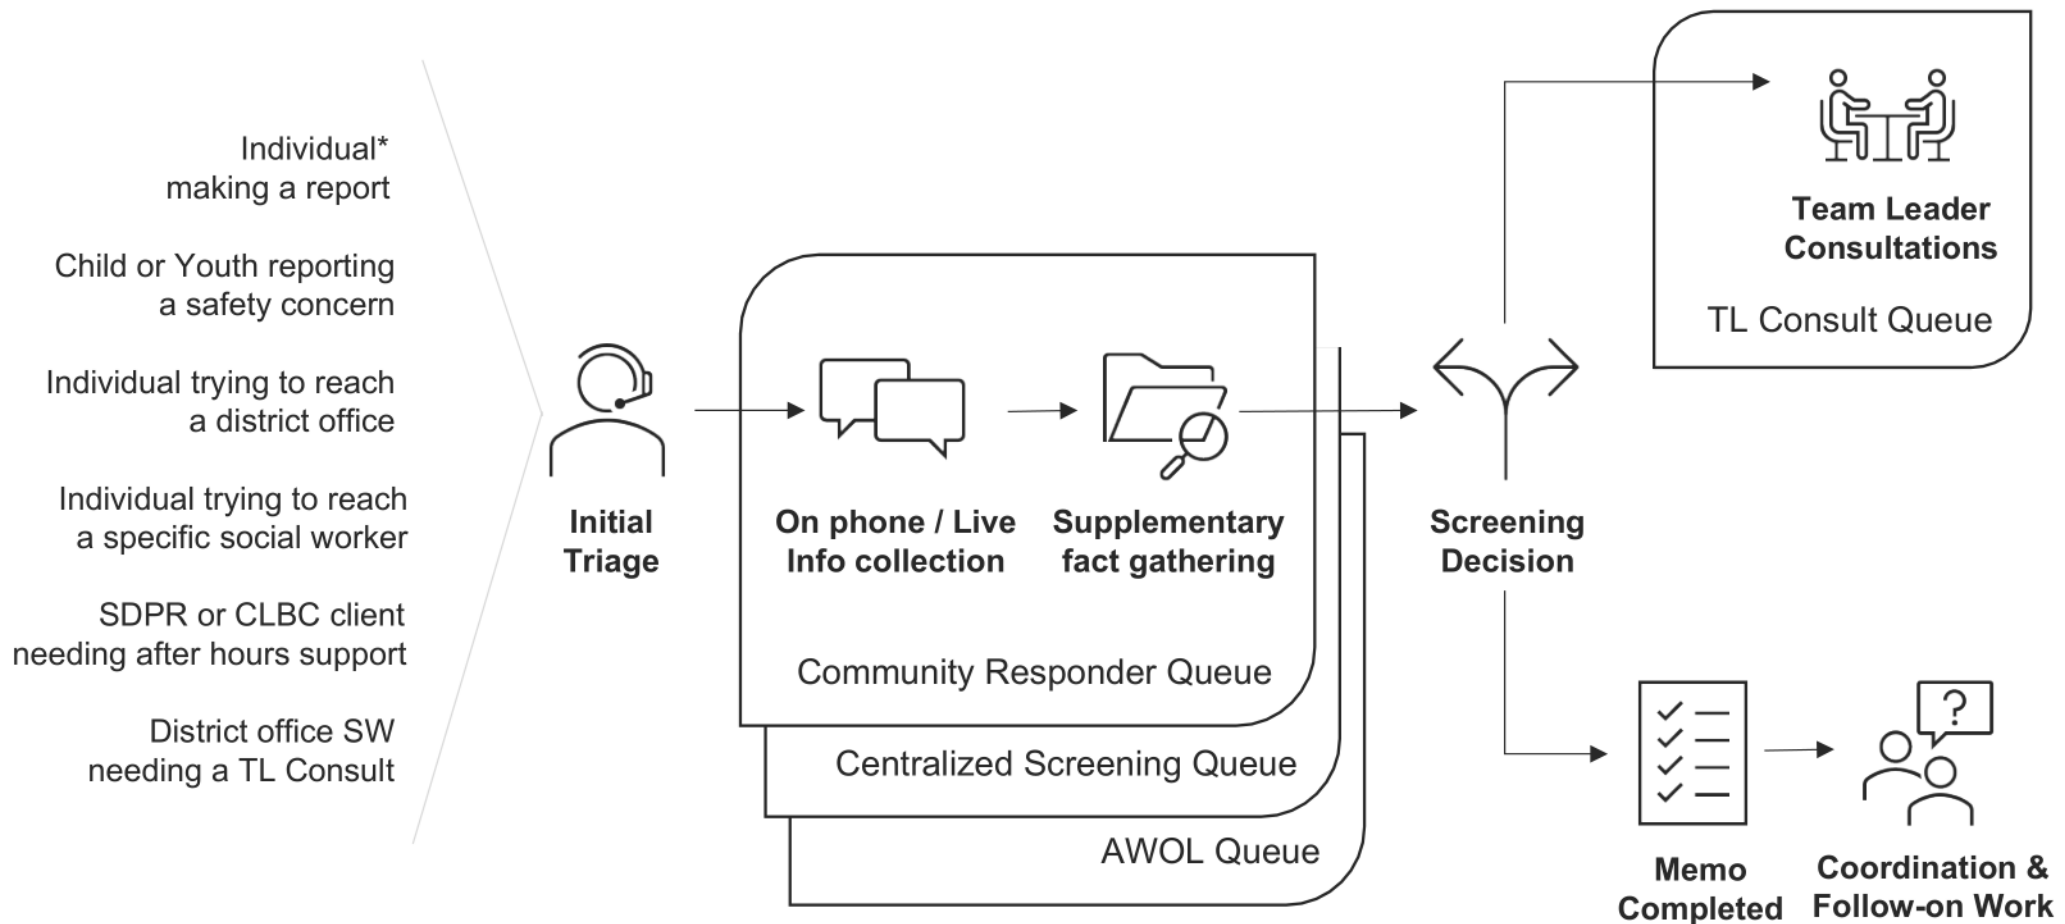 Individual*
making a report
Child or Youth reporting
a safety concern
Individual trying to reach
a district office
Individual trying to reach
a specific social worker
SDPR or CLBC client
needing after hours support
District office SW
needing a TL Consult
Initial
Triage
On phone / Live
Info collection
Supplementary
fact gathering
Community Responder Queue
Centralized Screening Queue
AWOL Queue
Screening
Decision
Team Leader
Consultations
TL Consult Queue
?
Memo
Completed
Coordination &
Follow-on Work